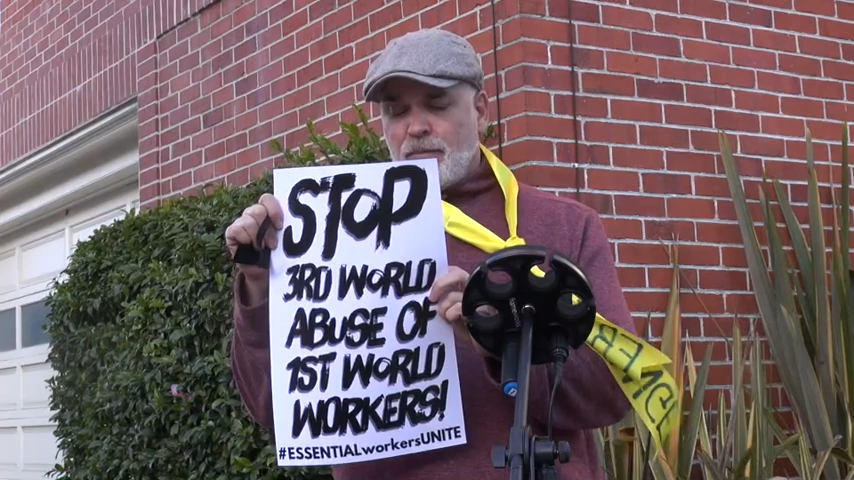 STOP
3RD WORLD
ABUSE OF
1ST WORLD
WORKERS!
#ESSENTIALworkersUNITE